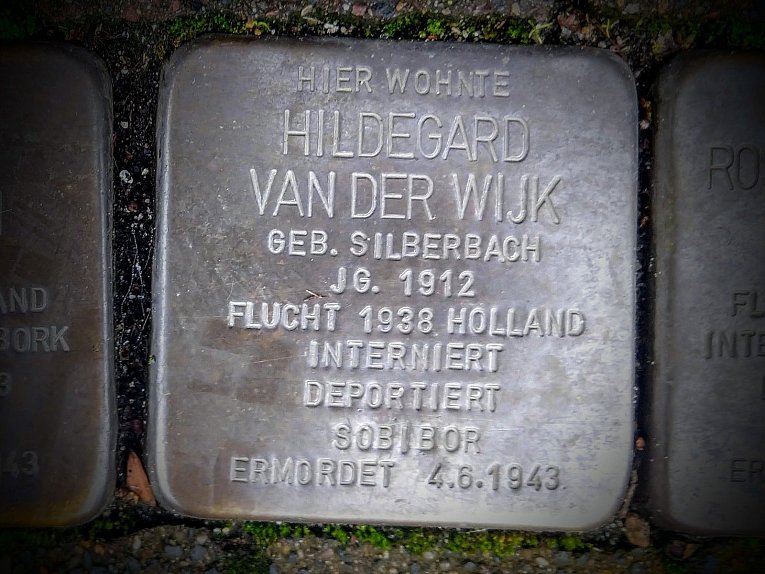 HIER WOHNTE
HILDEGARD
VAN DER WIJK
GEB. SILBERBACH
JG. 1912
FLUCHT 1938 HOLLAND
INTERNIERT
DEPORTIERT
SOBIBOR
ERMORDET 4.6.1943